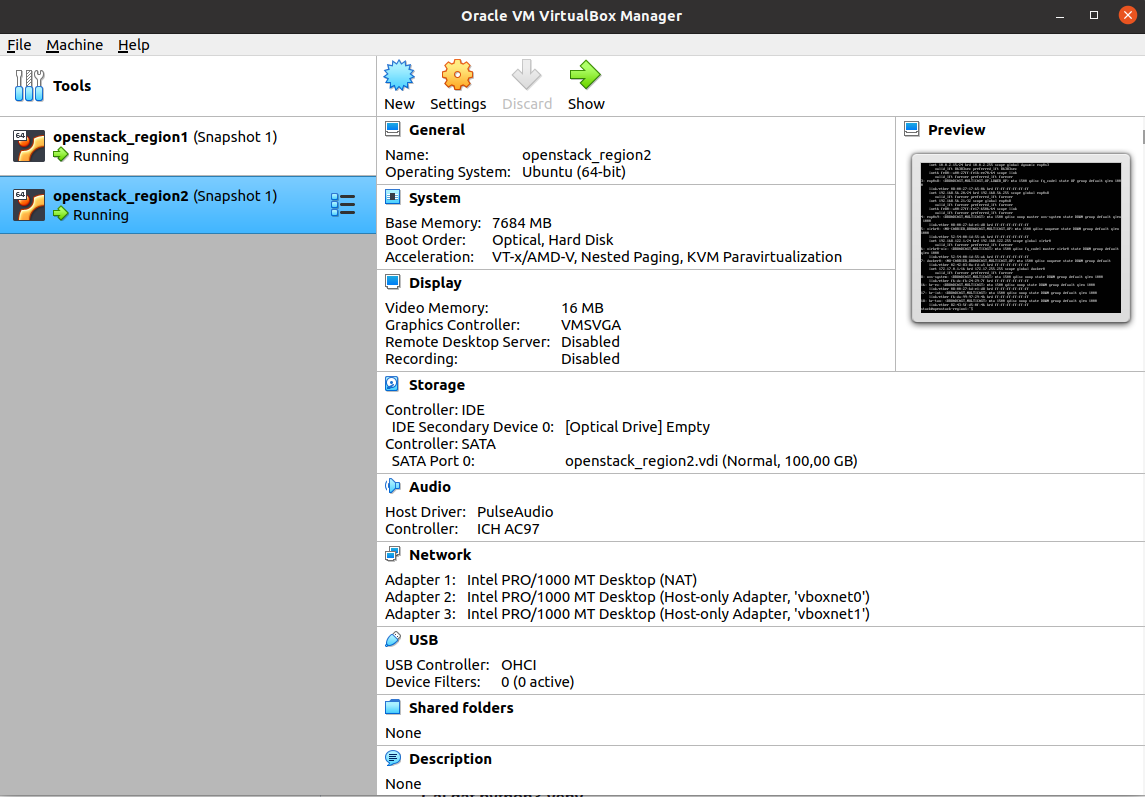 Oracle VM VirtualBox Manager
File Machine Help
Tools
New Settings Discard Show
64
openstack_region1 (Snapshot 1)
Running
64
openstack_region2 (Snapshot 1)
Running
General
Name: openstack_region2
Operating System: Ubuntu (64-bit)
Preview
System
Base Memory: 7684 MB
Boot Order: Optical, Hard Disk
Acceleration: VT-x/AMD-V, Nested Paging, KVM Paravirtualization
Display
Video Memory: 16 MB
Graphics Controller: VMSVGA
Remote Desktop Server: Disabled
Recording: Disabled
Storage
Controller: IDE
IDE Secondary Device 0: [Optical Drive] Empty
Controller: SATA
SATA Port 0: openstack_region2.vdi (Normal, 100,00 GB)
Audio
Host Driver: PulseAudio
Controller: ICH AC97
Network
Adapter 1: Intel PRO/1000 MT Desktop (NAT)
Adapter 2: Intel PRO/1000 MT Desktop (Host-only Adapter, 'vboxnet0')
Adapter 3: Intel PRO/1000 MT Desktop (Host-only Adapter, 'vboxnet1')
USB
USB Controller: OHCI
Device Filters: 0 (0 active)
Shared folders
None
Description
None